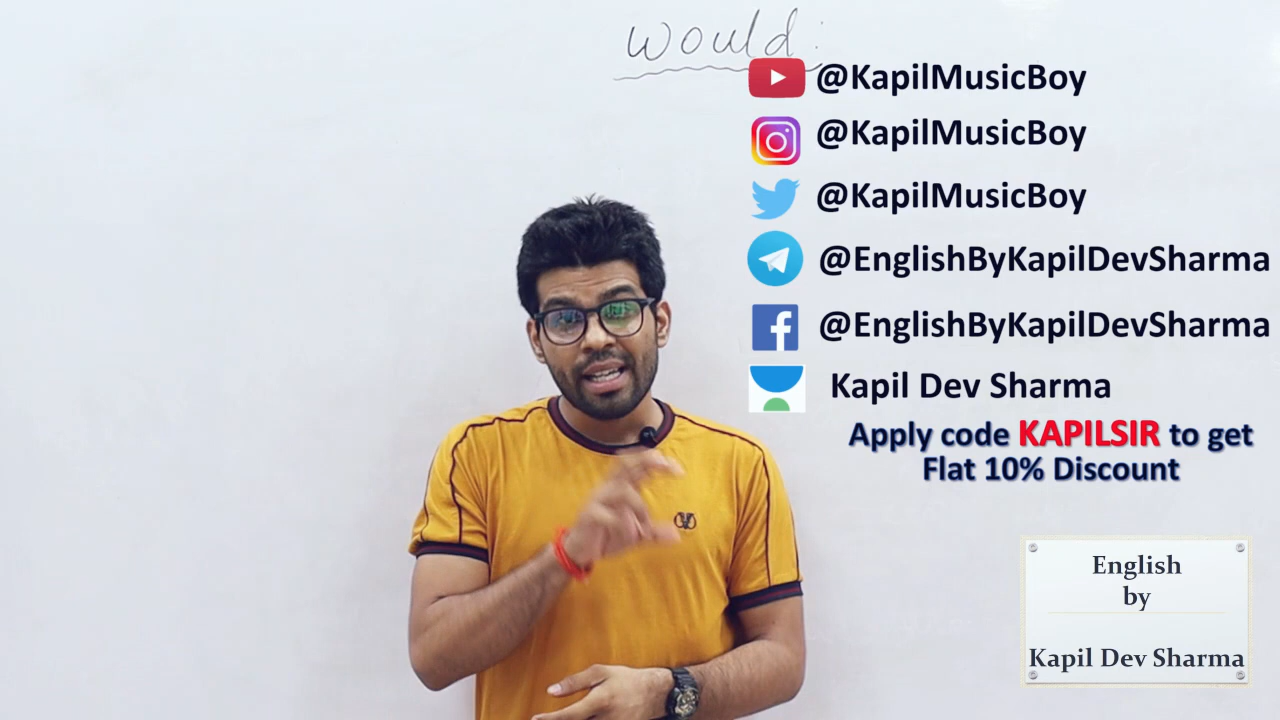 would:
@KapilMusicBoy
@KapilMusicBoy
@KapilMusicBoy
@EnglishByKapilDevSharma
@EnglishByKapilDevSharma
Kapil Dev Sharma
Apply code KAPILSIR to get
Flat 10% Discount
English
by
Kapil Dev Sharma